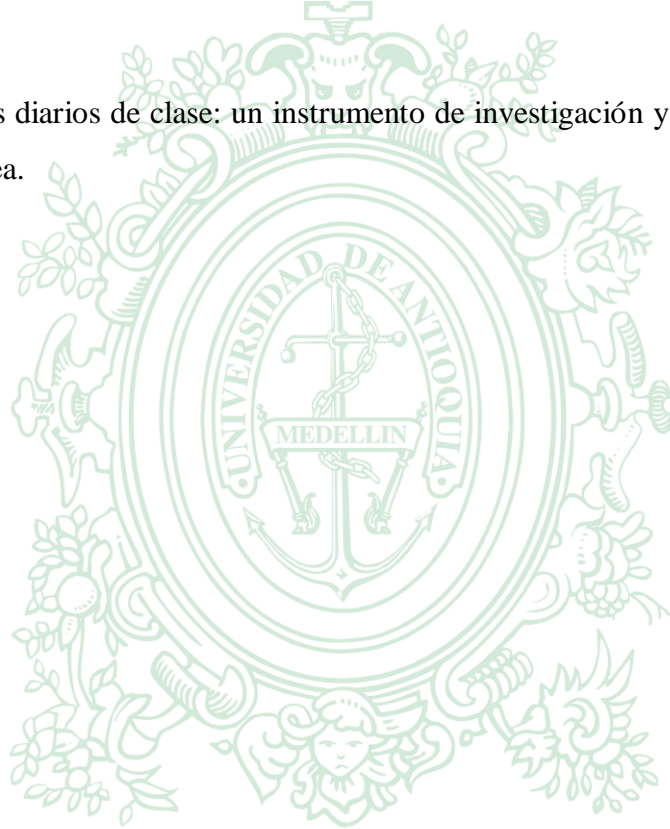 s diarios de clase: un instrumento de investigación y
ea.
UNIVERSIDAD DE ANTIOQUIA
MEDELLIN